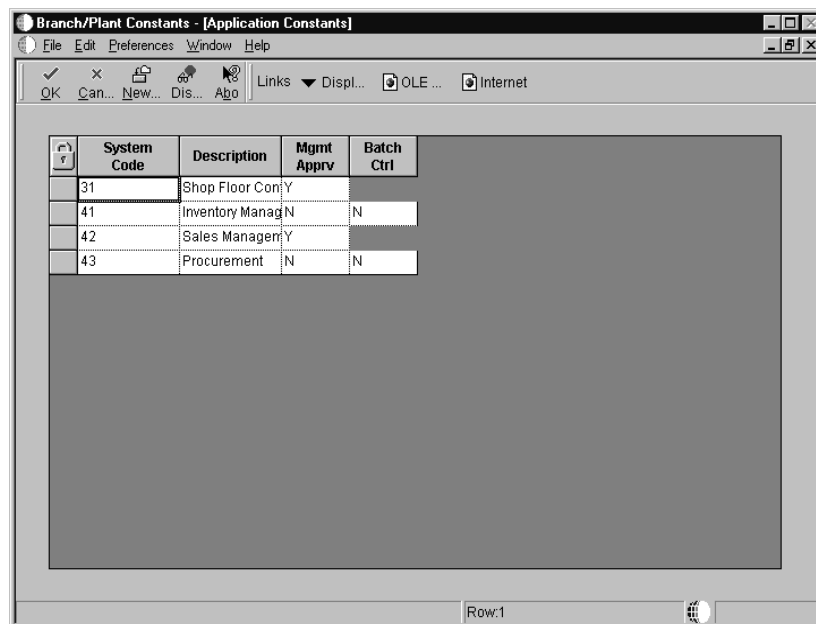 Branch/Plant Constants - [Application Constants]
File Edit Preferences Window Help
OK Can... New... Dis... Abo Links Displ... OLE ... Internet
System Code Description Mgmt Apprv Batch Ctrl
31 Shop Floor Con Y
41 Inventory Manag N N
42 Sales Managem Y
43 Procurement N N
Row:1